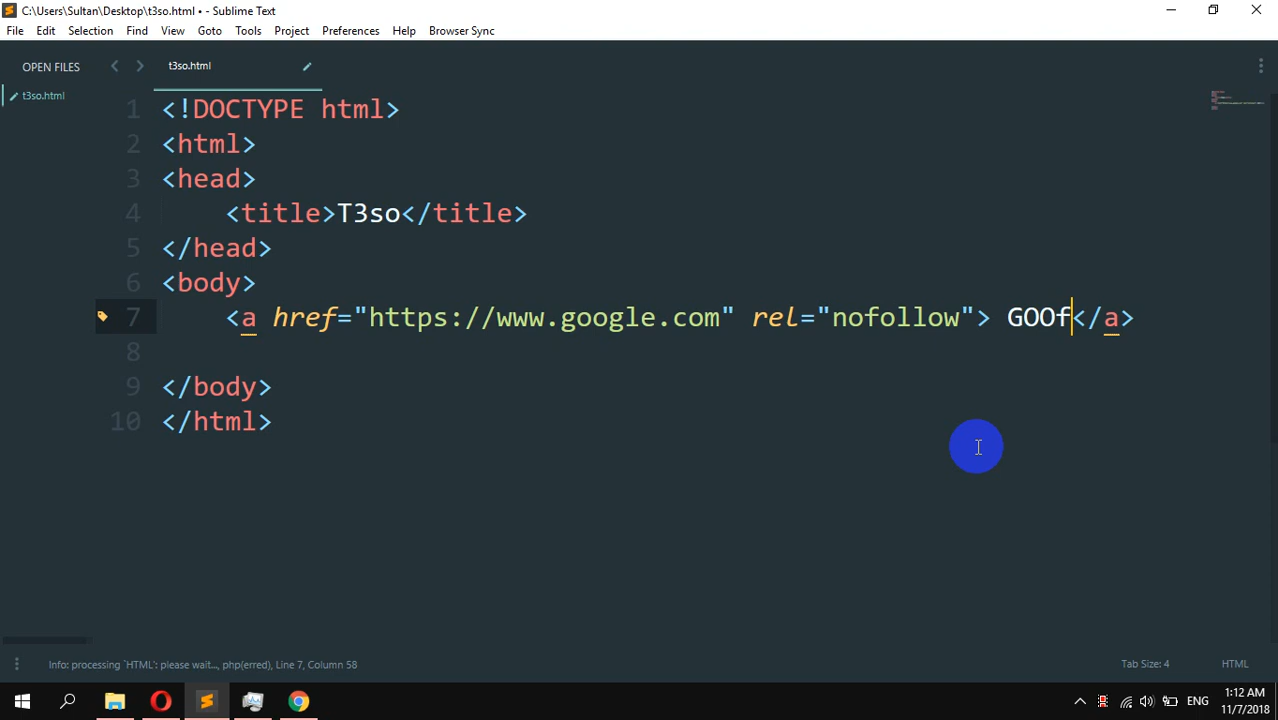 C:\Users\Sultan\Desktop\t3so.html • - Sublime Text
File Edit Selection Find View Goto Tools Project Preferences Help Browser Sync
OPEN FILES
t3so.html
t3so.html
1 <!DOCTYPE html>
2 <html>
3 <head>
4 <title>T3so</title>
5 </head>
6 <body>
7 <a href="https://www.google.com" rel="nofollow"> GOOf</a>
8
9 </body>
10 </html>
Info: processing `HTML': please wait..., php(erred), Line 7, Column 58
Tab Size: 4
HTML
ENG
1:12 AM
11/7/2018